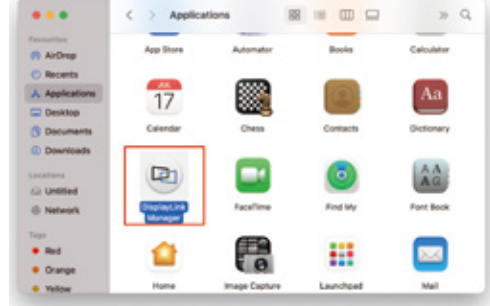 Applications
Favourites
AirDrop
Recents
Applications
Desktop
Documents
Downloads
Locations
Untitled
Network
Tags
Red
Orange
Yellow
App Store
Automator
Books
Calculator
JUL
17
Aa
Calendar
Chess
Contacts
Dictionary
DisplayLink
Manager
FaceTime
Find My
Font Book
Home
Image Capture
Launchpad
Mail